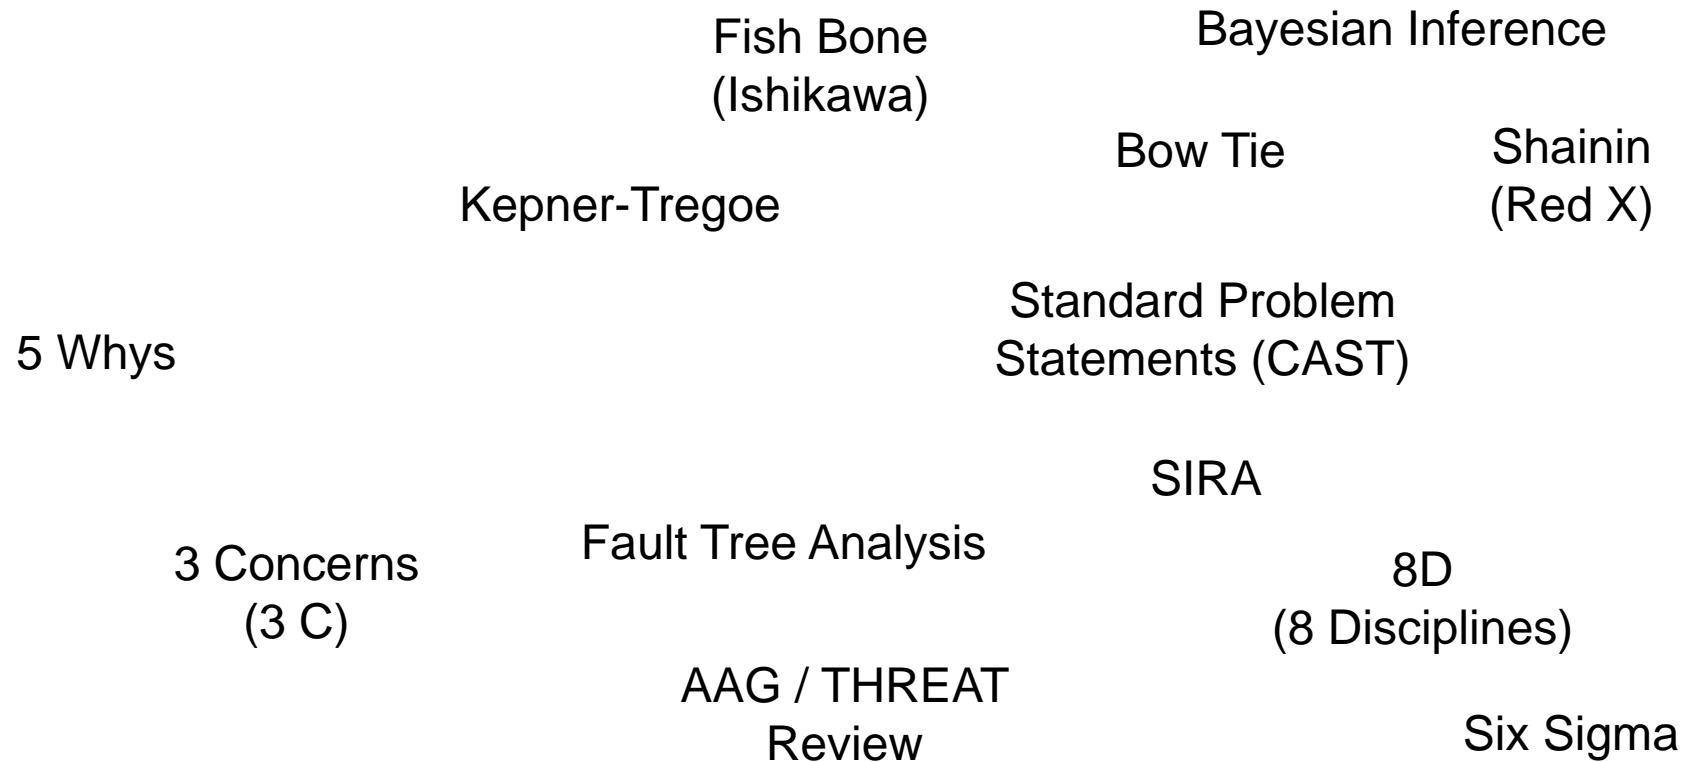 Fish Bone
(Ishikawa)
Bayesian Inference
Bow Tie
Shainin
(Red X)
Kepner-Tregoe
Standard Problem
Statements (CAST)
5 Whys
SIRA
Fault Tree Analysis
3 Concerns
(3 C)
8D
(8 Disciplines)
AAG / THREAT
Review
Six Sigma